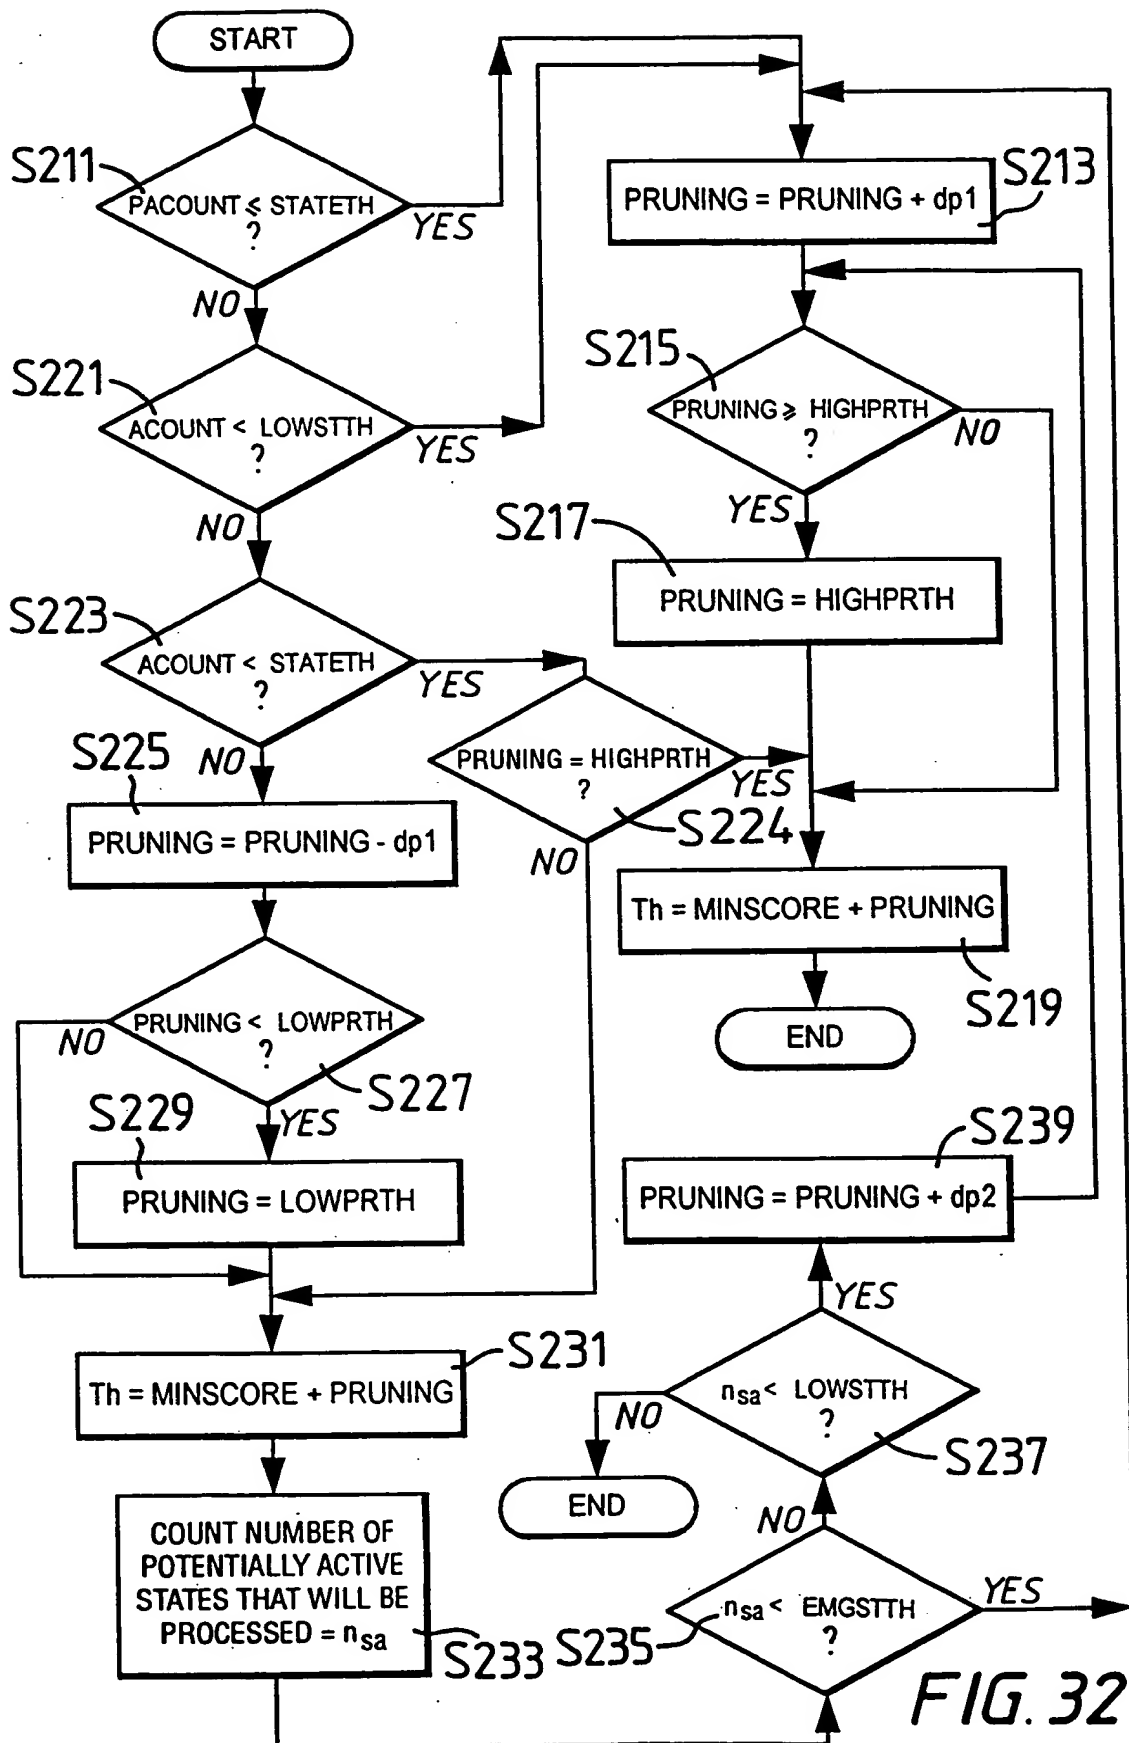 START
S211
PACOUNT ⩽ STATETH
?
YES
NO
S221
ACOUNT < LOWSTTH
?
YES
NO
S223
ACOUNT < STATETH
?
YES
NO
S225
PRUNING = PRUNING - dp1
PRUNING < LOWPRTH
?
NO
S227
YES
S229
PRUNING = LOWPRTH
Th = MINSCORE + PRUNING
S231
COUNT NUMBER OF
POTENTIALLY ACTIVE
STATES THAT WILL BE
PROCESSED = nsa
S233
PRUNING = HIGHPRTH
?
YES
S224
NO
S213
PRUNING = PRUNING + dp1
S215
PRUNING ⩾ HIGHPRTH
?
NO
YES
S217
PRUNING = HIGHPRTH
Th = MINSCORE + PRUNING
S219
END
S239
PRUNING = PRUNING + dp2
YES
nsa < LOWSTTH
?
NO
S237
END
NO
nsa < EMGSTTH
?
YES
S235
FIG. 32